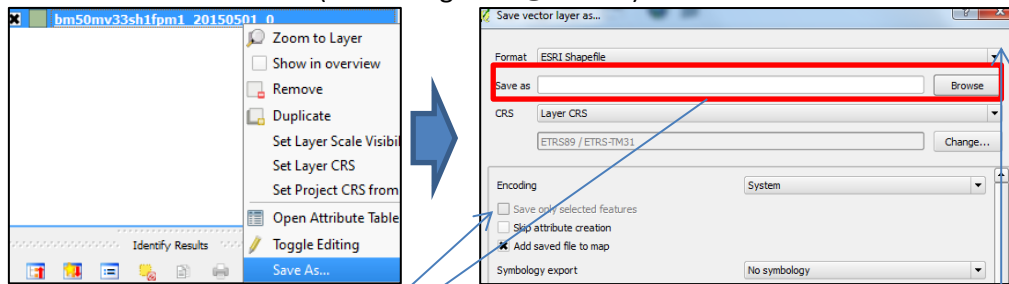 bm50mv33sh1fpm1_20150501_0
Zoom to Layer
Show in overview
Remove
Duplicate
Set Layer Scale Visibil
Set Layer CRS
Set Project CRS from
Open Attribute Table
Toggle Editing
Save As...
Identify Results
Save vector layer as...
Format ESRI Shapefile
Save as Browse
CRS Layer CRS
ETRS89 / ETRS-TM31 Change...
Encoding System
Save only selected features
Skip attribute creation
Add saved file to map
Symbology export No symbology